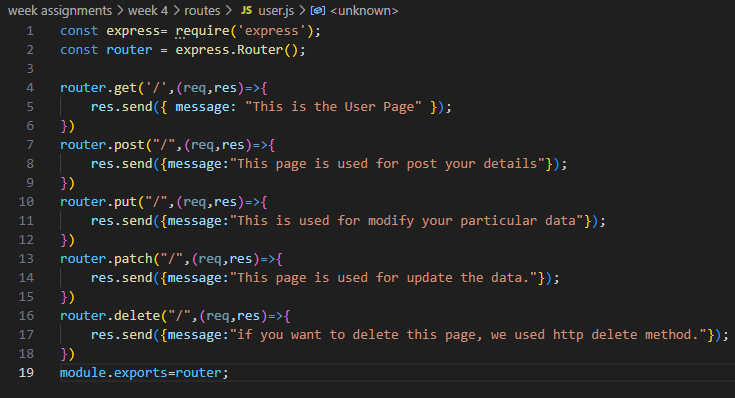 week assignments > week 4 > routes > JS user.js > <unknown>
1 const express= require('express');
2 const router = express.Router();
3
4 router.get('/',(req,res)=>{
5     res.send({ message: "This is the User Page" });
6 })
7 router.post("/",(req,res)=>{
8     res.send({message:"This page is used for post your details"});
9 })
10 router.put("/",(req,res)=>{
11     res.send({message:"This is used for modify your particular data"});
12 })
13 router.patch("/",(req,res)=>{
14     res.send({message:"This page is used for update the data."});
15 })
16 router.delete("/",(req,res)=>{
17     res.send({message:"if you want to delete this page, we used http delete method."});
18 })
19 module.exports=router;